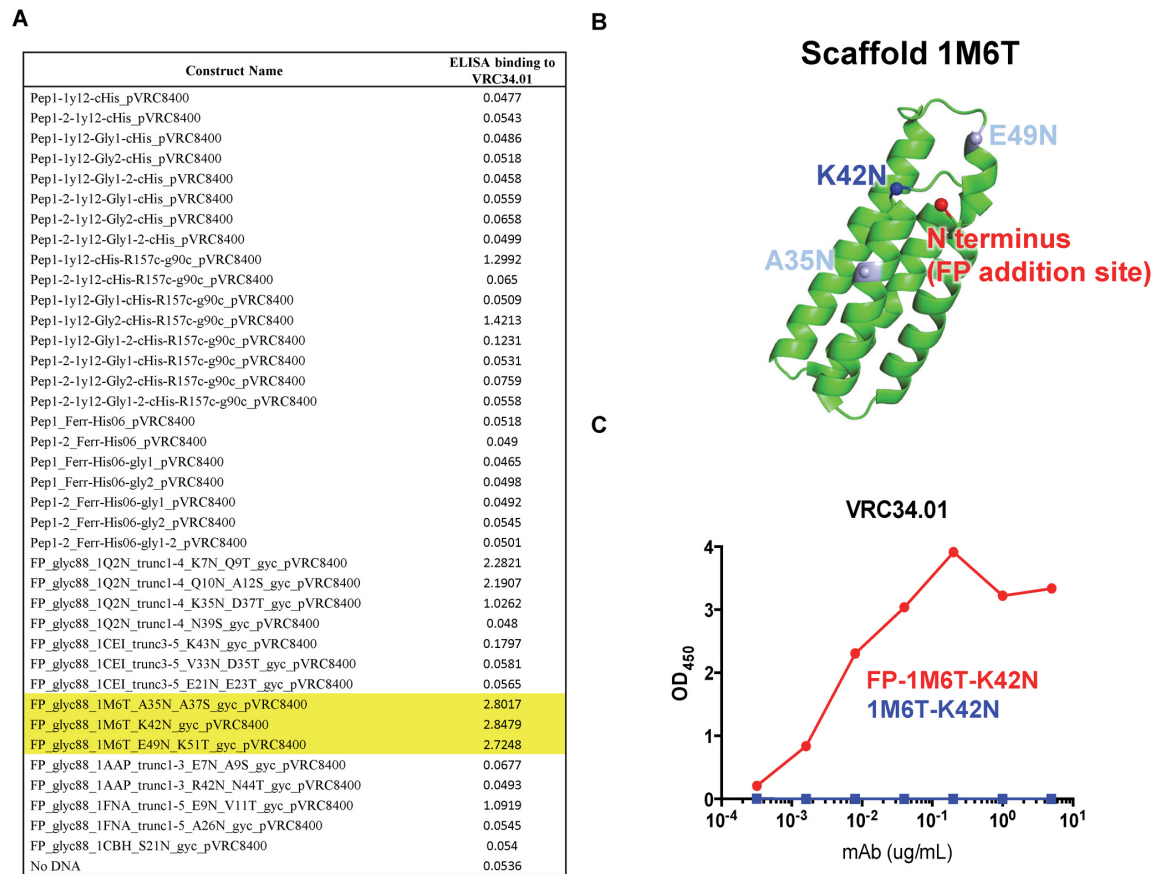 A
Construct Name ELISA binding to
VRC34.01
Pep1-1y12-cHis_pVRC8400 0.0477
Pep1-2-1y12-cHis_pVRC8400 0.0543
Pep1-1y12-Gly1-cHis_pVRC8400 0.0486
Pep1-1y12-Gly2-cHis_pVRC8400 0.0518
Pep1-1y12-Gly1-2-cHis_pVRC8400 0.0458
Pep1-2-1y12-Gly1-cHis_pVRC8400 0.0559
Pep1-2-1y12-Gly2-cHis_pVRC8400 0.0658
Pep1-2-1y12-Gly1-2-cHis_pVRC8400 0.0499
Pep1-1y12-cHis-R157c-g90c_pVRC8400 1.2992
Pep1-2-1y12-cHis-R157c-g90c_pVRC8400 0.065
Pep1-1y12-Gly1-cHis-R157c-g90c_pVRC8400 0.0509
Pep1-1y12-Gly2-cHis-R157c-g90c_pVRC8400 1.4213
Pep1-1y12-Gly1-2-cHis-R157c-g90c_pVRC8400 0.1231
Pep1-2-1y12-Gly1-cHis-R157c-g90c_pVRC8400 0.0531
Pep1-2-1y12-Gly2-cHis-R157c-g90c_pVRC8400 0.0759
Pep1-2-1y12-Gly1-2-cHis-R157c-g90c_pVRC8400 0.0558
Pep1_Ferr-His06_pVRC8400 0.0518
Pep1-2_Ferr-His06_pVRC8400 0.049
Pep1_Ferr-His06-gly1_pVRC8400 0.0465
Pep1_Ferr-His06-gly2_pVRC8400 0.0498
Pep1-2_Ferr-His06-gly1_pVRC8400 0.0492
Pep1-2_Ferr-His06-gly2_pVRC8400 0.0545
Pep1-2_Ferr-His06-gly1-2_pVRC8400 0.0501
FP_glyc88_1Q2N_trunc1-4_K7N_Q9T_gyc_pVRC8400 2.2821
FP_glyc88_1Q2N_trunc1-4_Q10N_A12S_gyc_pVRC8400 2.1907
FP_glyc88_1Q2N_trunc1-4_K35N_D37T_gyc_pVRC8400 1.0262
FP_glyc88_1Q2N_trunc1-4_N39S_gyc_pVRC8400 0.048
FP_glyc88_1CEI_trunc3-5_K43N_gyc_pVRC8400 0.1797
FP_glyc88_1CEI_trunc3-5_V33N_D35T_gyc_pVRC8400 0.0581
FP_glyc88_1CEI_trunc3-5_E21N_E23T_gyc_pVRC8400 0.0565
FP_glyc88_1M6T_A35N_A37S_gyc_pVRC8400 2.8017
FP_glyc88_1M6T_K42N_gyc_pVRC8400 2.8479
FP_glyc88_1M6T_E49N_K51T_gyc_pVRC8400 2.7248
FP_glyc88_1AAP_trunc1-3_E7N_A9S_gyc_pVRC8400 0.0677
FP_glyc88_1AAP_trunc1-3_R42N_N44T_gyc_pVRC8400 0.0493
FP_glyc88_1FNA_trunc1-5_E9N_V11T_gyc_pVRC8400 1.0919
FP_glyc88_1FNA_trunc1-5_A26N_gyc_pVRC8400 0.0545
FP_glyc88_1CBH_S21N_gyc_pVRC8400 0.054
No DNA 0.0536
B
Scaffold 1M6T
E49N
K42N
N terminus
(FP addition site)
A35N
C
VRC34.01
4
3
2
1
0
OD450
FP-1M6T-K42N
1M6T-K42N
10-4 10-3 10-2 10-1 100 101
mAb (ug/mL)